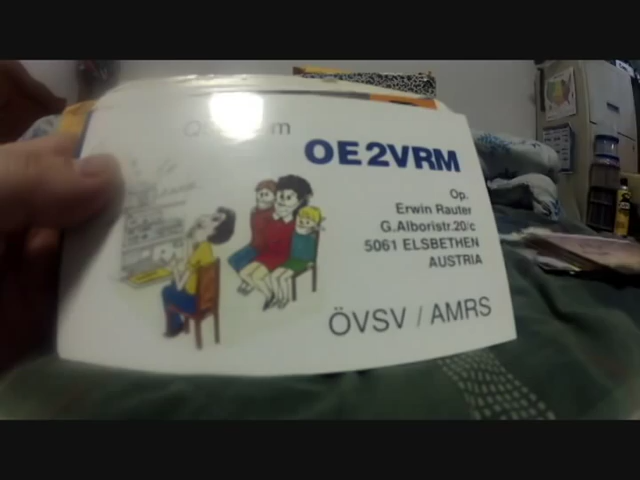 OE2VRM
Op.
Erwin Rauter
G.Alboristr.20/c
5061 ELSBETHEN
AUSTRIA
ÖVSV / AMRS